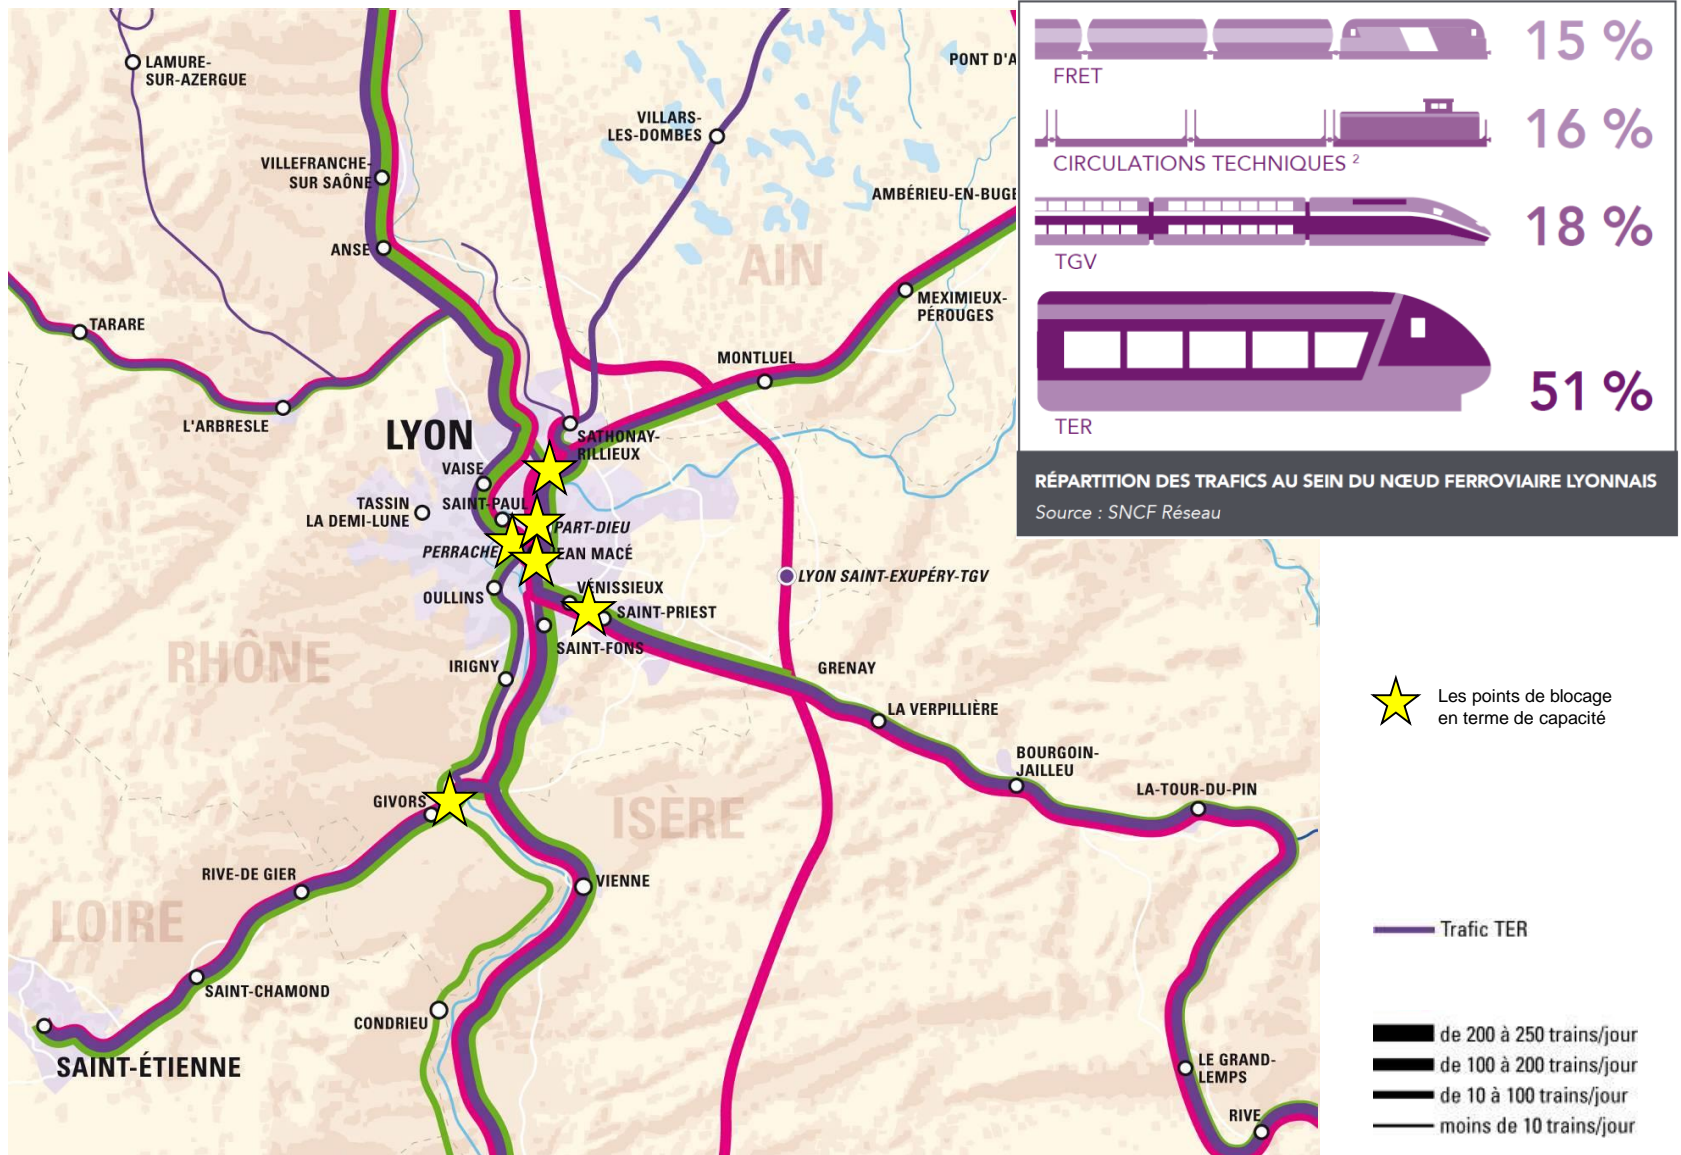 LAMURE-
SUR-AZERGUE
PONT D'A
VILLARS-
LES-DOMBES
VILLEFRANCHE-
SUR SAÔNE
AMBÉRIEU-EN-BUGE
ANSE
AIN
MEXIMIEUX-
PÉROUGES
TARARE
MONTLUEL
L'ARBRESLE
LYON
SATHONAY-
RILLIEUX
VAISE
TASSIN
LA DEMI-LUNE
SAINT-PAUL
PART-DIEU
PERRACHE
EAN MACÉ
LYON SAINT-EXUPÉRY-TGV
OULLINS
VÉNISSIEUX
SAINT-PRIEST
SAINT-FONS
RHÔNE
IRIGNY
GRENAY
LA VERPILLIÈRE
BOURGOIN-
JAILLEU
LA-TOUR-DU-PIN
GIVORS
ISÈRE
RIVE-DE GIER
VIENNE
LOIRE
SAINT-CHAMOND
CONDRIEU
SAINT-ÉTIENNE
LE GRAND-
LEMPS
RIVE
15 %
FRET
16 %
CIRCULATIONS TECHNIQUES 2
18 %
TGV
51 %
TER
RÉPARTITION DES TRAFICS AU SEIN DU NŒUD FERROVIAIRE LYONNAIS
Source : SNCF Réseau
Les points de blocage
en terme de capacité
Trafic TER
de 200 à 250 trains/jour
de 100 à 200 trains/jour
de 10 à 100 trains/jour
moins de 10 trains/jour